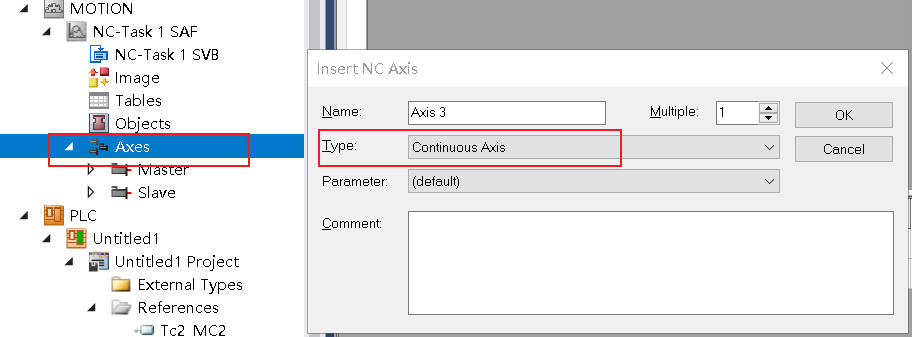 MOTION
NC-Task 1 SAF
NC-Task 1 SVB
Image
Tables
Objects
Axes
Master
Slave
PLC
Untitled1
Untitled1 Project
External Types
References
Tc2_MC2
Insert NC Axis
Name: Axis 3 Multiple: 1 OK
Type: Continuous Axis Cancel
Parameter: (default)
Comment: